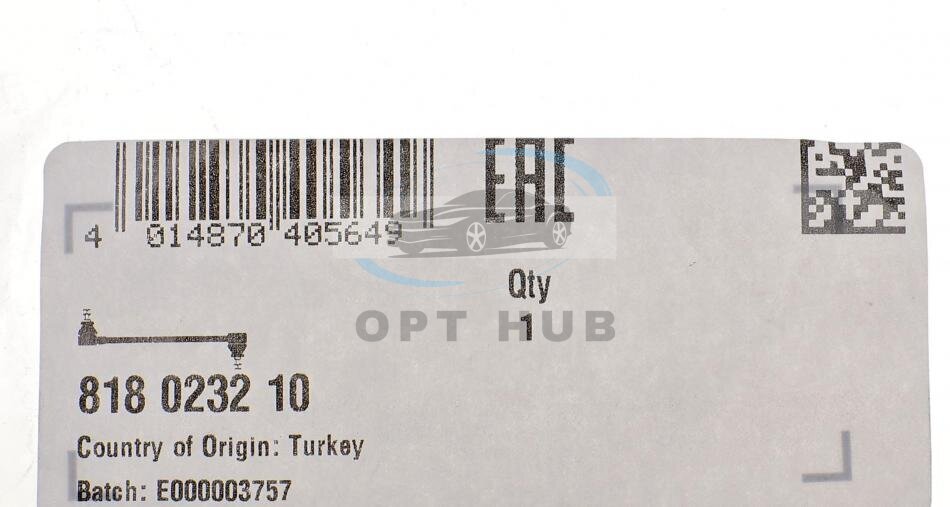 EAC
4 014870 405649
Qty
1
OPT HUB
818 0232 10
Country of Origin: Turkey
Batch: E000003757